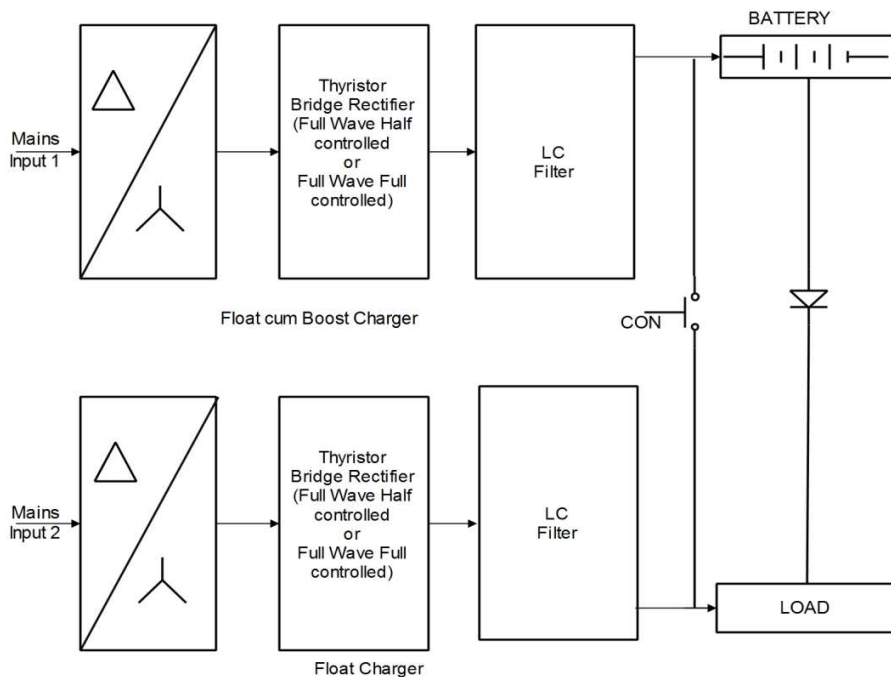 BATTERY
Mains
Input 1
Thyristor
Bridge Rectifier
(Full Wave Half
controlled
or
Full Wave Full
controlled)
LC
Filter
Float cum Boost Charger
CON
Mains
Input 2
Thyristor
Bridge Rectifier
(Full Wave Half
controlled
or
Full Wave Full
controlled)
LC
Filter
LOAD
Float Charger